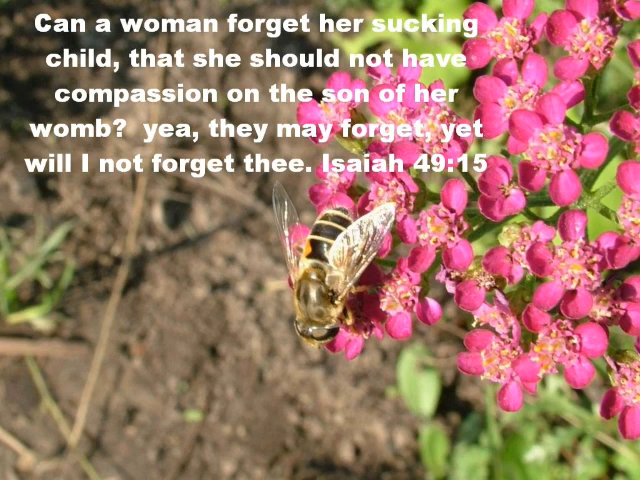 Can a woman forget her sucking
child, that she should not have
compassion on the son of her
womb?  yea, they may forget, yet
will I not forget thee. Isaiah 49:15